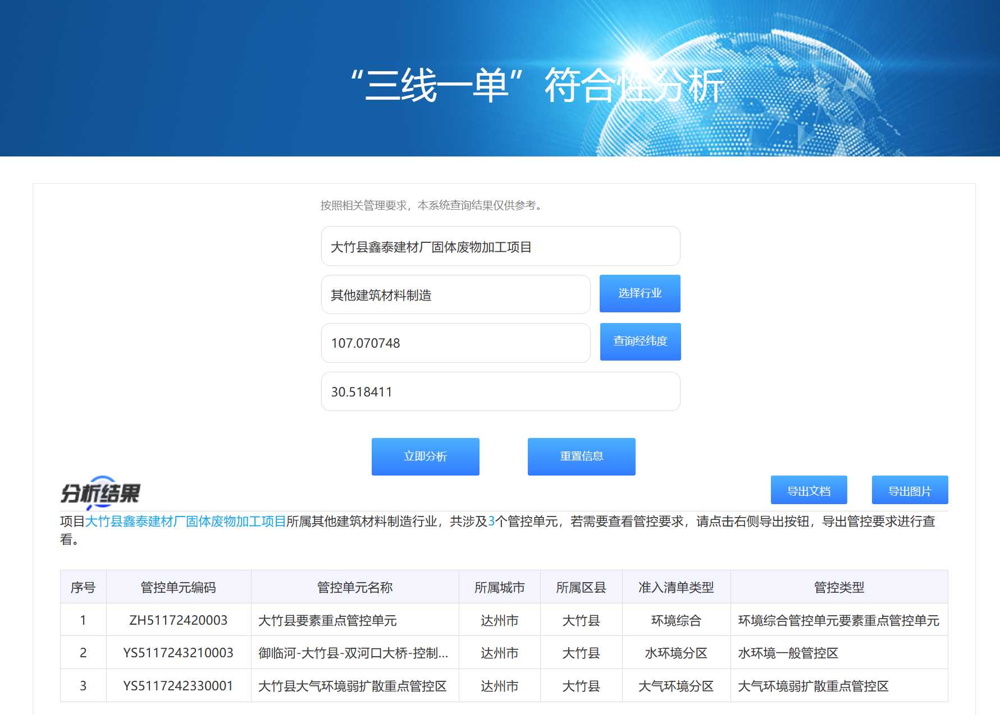 “三线一单”符合性分析
按照相关管理要求，本系统查询结果仅供参考。
大竹县鑫泰建材厂固体废物加工项目
其他建筑材料制造
选择行业
107.070748
查询经纬度
30.518411
立即分析
重置信息
分析结果
导出文档
导出图片
项目大竹县鑫泰建材厂固体废物加工项目所属其他建筑材料制造行业，共涉及3个管控单元，若需要查看管控要求，请点击右侧导出按钮，导出管控要求进行查
看。
序号 管控单元编码 管控单元名称 所属城市 所属区县 准入清单类型 管控类型
1 ZH51172420003 大竹县要素重点管控单元 达州市 大竹县 环境综合 环境综合管控单元要素重点管控单元
2 YS5117243210003 御临河-大竹县-双河口大桥-控制... 达州市 大竹县 水环境分区 水环境一般管控区
3 YS5117242330001 大竹县大气环境弱扩散重点管控区 达州市 大竹县 大气环境分区 大气环境弱扩散重点管控区